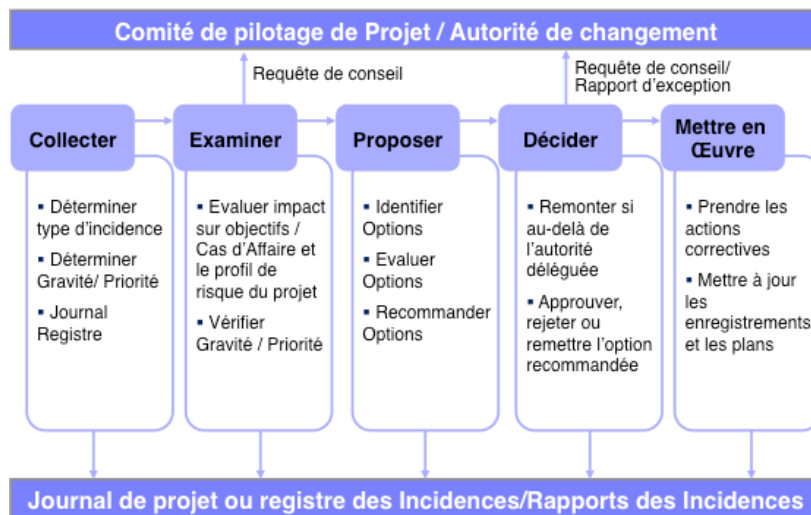 Comité de pilotage de Projet / Autorité de changement
Requête de conseil
Requête de conseil/
Rapport d'exception
Collecter
Examiner
Proposer
Décider
Mettre en
Œuvre
▪ Déterminer
type d'incidence
▪ Déterminer
Gravité/ Priorité
▪ Journal
Registre
▪ Evaluer impact
sur objectifs /
Cas d'Affaire et
le profil de
risque du projet
▪ Vérifier
Gravité / Priorité
▪ Identifier
Options
▪ Evaluer
Options
▪ Recommander
Options
▪ Remonter si
au-delà de
l'autorité
déléguée
▪ Approuver,
rejeter ou
remettre l'option
recommandée
▪ Prendre les
actions
correctives
▪ Mettre à jour
les
enregistrements
et les plans
Journal de projet ou registre des Incidences/Rapports des Incidences